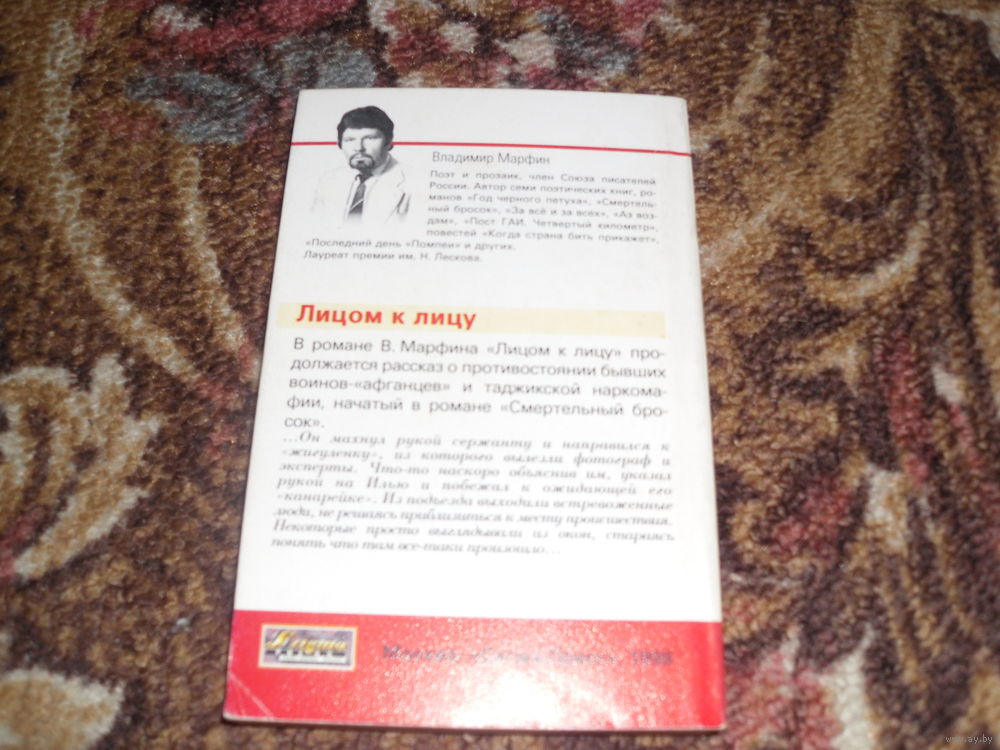 Владимир Марфин
Поэт и прозаик, член Союза писателей
России. Автор семи поэтических книг, ро-
манов «Год черного петуха», «Смертель-
ный бросок», «За всё и за всех», «Аз воз-
дам», «Пост ГАИ. Четвертый километр»,
повестей «Когда страна бить прикажет»,
«Последний день «Помпеи» и других.
Лауреат премии им. Н. Лескова.
Лицом к лицу
В романе В. Марфина «Лицом к лицу» про-
должается рассказ о противостоянии бывших
воинов-«афганцев» и таджикской наркома-
фии, начатый в романе «Смертельный бро-
сок».
...Он махнул рукой сержанту и направился к
«жигуленку», из которого вылезли фотограф и
эксперты. Что-то наскоро объяснив им, указал
рукой на Илью и побежал к ожидающей его
«канарейке». Из подъезда выходили встревоженные
люди, не решаясь приблизиться к месту происшествия.
Некоторые просто выглядывали из окон, стараясь
понять что там все-таки произошло...
Москва,
www.ay.by